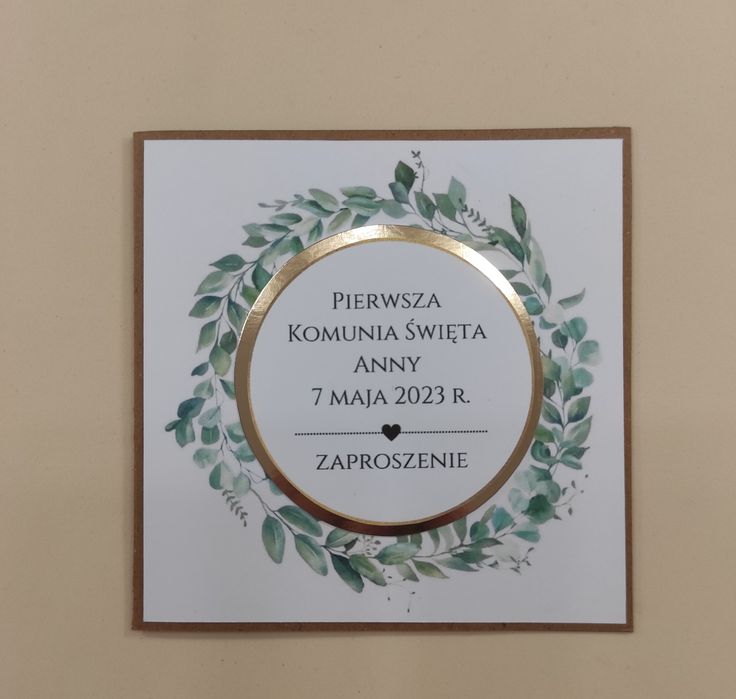 Pierwsza
Komunia Święta
Anny
7 maja 2023 r.
zaproszenie